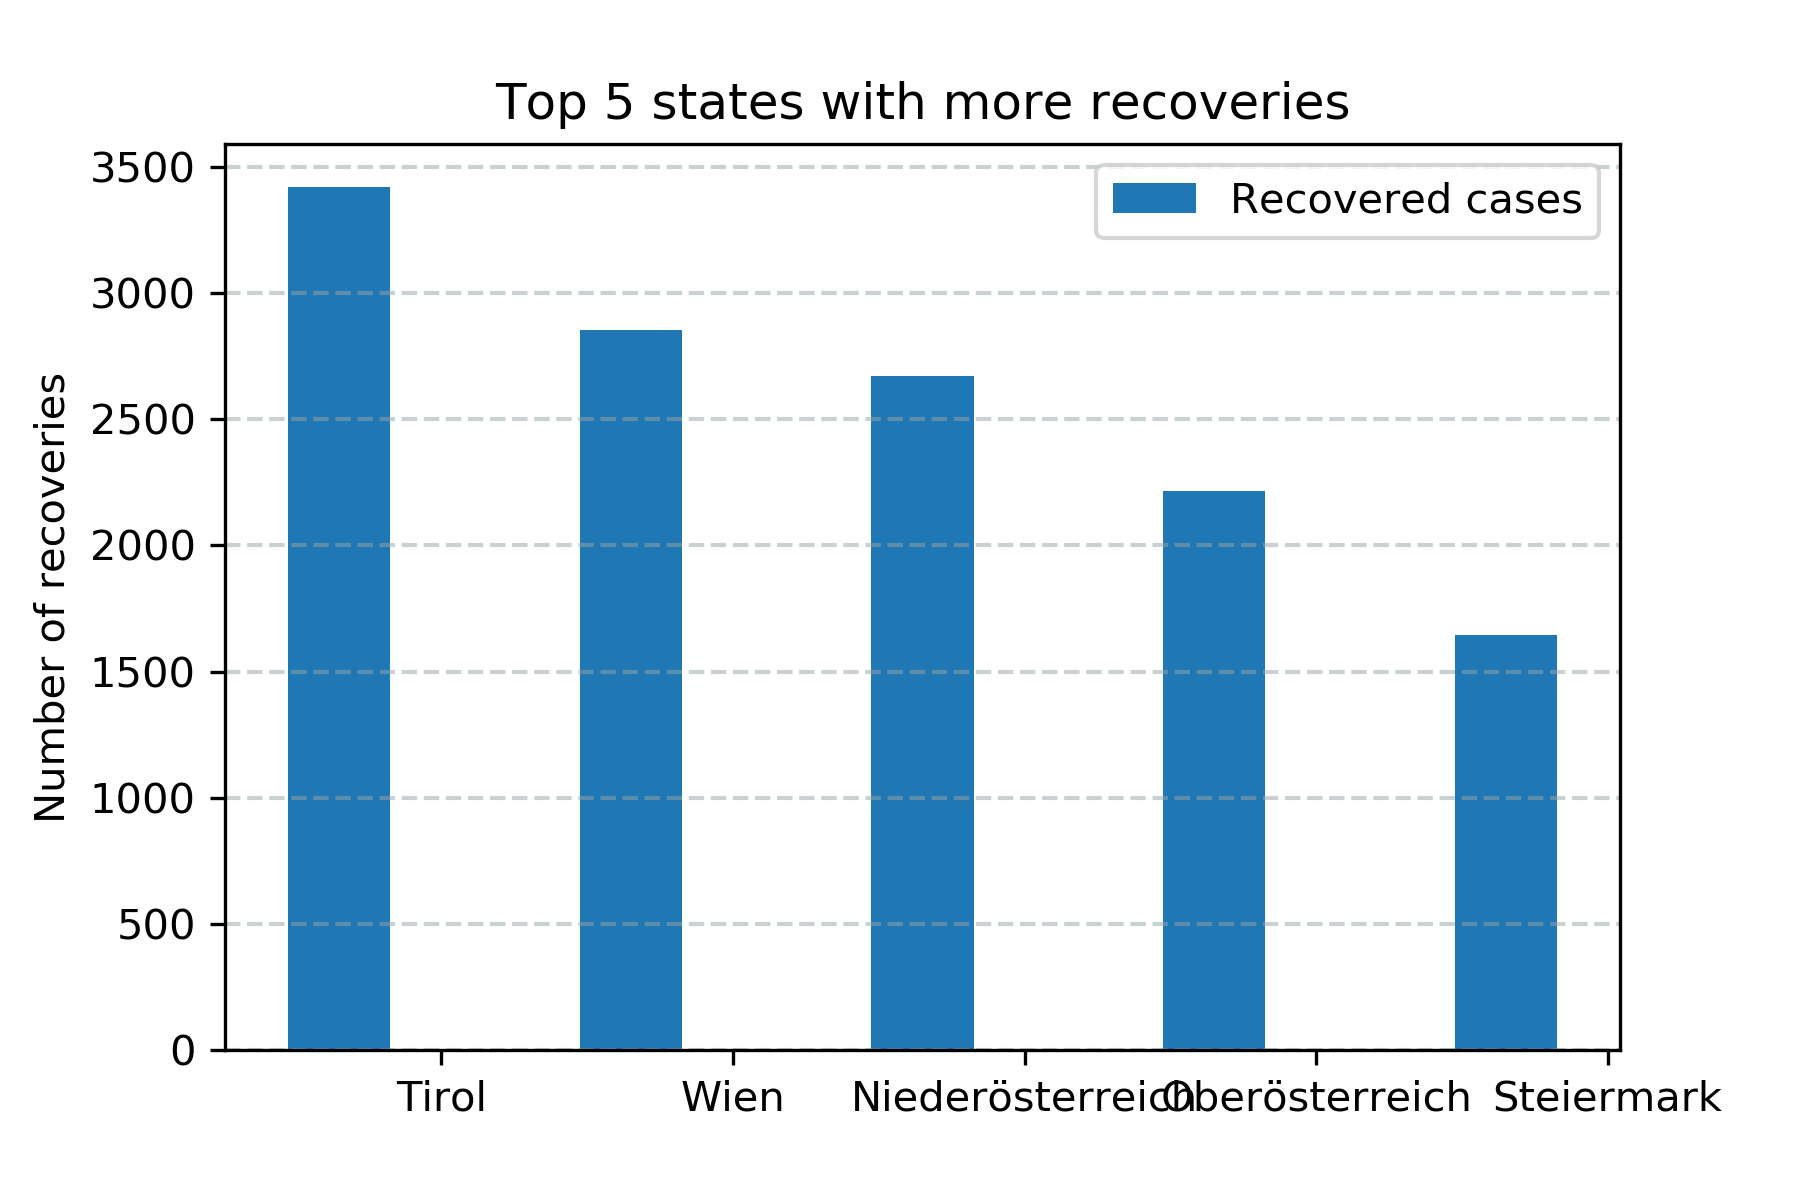 Top 5 states with more recoveries
Recovered cases
Number of recoveries
3500
3000
2500
2000
1500
1000
500
0
Tirol Wien Niederösterreich Oberösterreich Steiermark